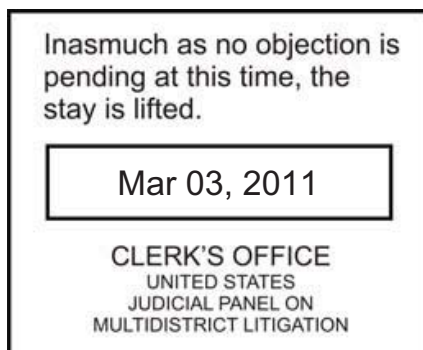 Inasmuch as no objection is
pending at this time, the
stay is lifted.
Mar 03, 2011
CLERK'S OFFICE
UNITED STATES
JUDICIAL PANEL ON
MULTIDISTRICT LITIGATION